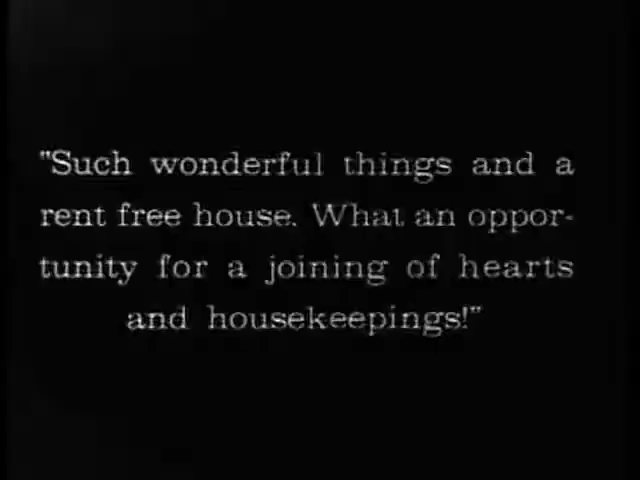 "Such wonderful things and a
rent free house. What an oppor-
tunity for a joining of hearts
and housekeepings!"